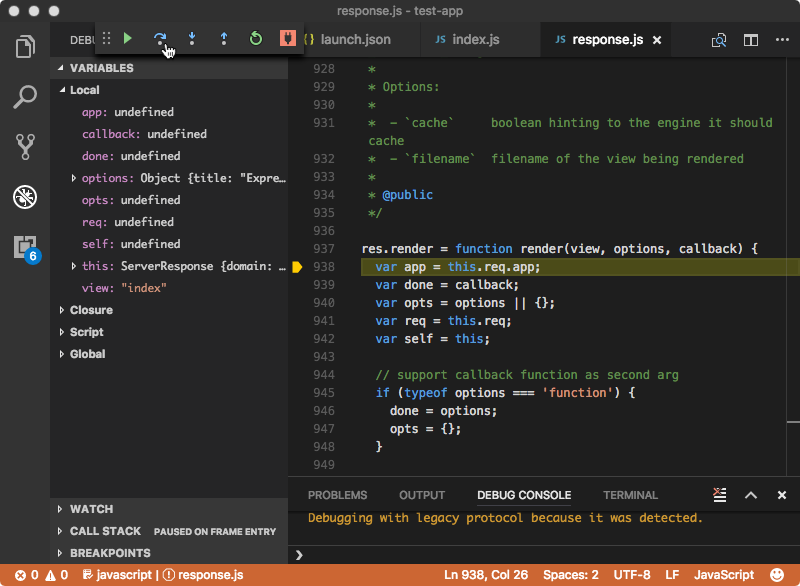 response.js - test-app
DEBU
launch.json
JS index.js
JS response.js
VARIABLES
Local
app: undefined
callback: undefined
done: undefined
options: Object {title: "Expre…
opts: undefined
req: undefined
self: undefined
this: ServerResponse {domain: …
view: "index"
Closure
Script
Global
6
WATCH
CALL STACK PAUSED ON FRAME ENTRY
BREAKPOINTS
928 *
929 * Options:
930 *
931 * - `cache` boolean hinting to the engine it should
cache
932 * - `filename` filename of the view being rendered
933 *
934 * @public
935 */
936
937 res.render = function render(view, options, callback) {
938 var app = this.req.app;
939 var done = callback;
940 var opts = options || {};
941 var req = this.req;
942 var self = this;
943
944 // support callback function as second arg
945 if (typeof options === 'function') {
946 done = options;
947 opts = {};
948 }
949
PROBLEMS OUTPUT DEBUG CONSOLE TERMINAL
Debugging with legacy protocol because it was detected.
0 0 javascript | response.js Ln 938, Col 26 Spaces: 2 UTF-8 LF JavaScript